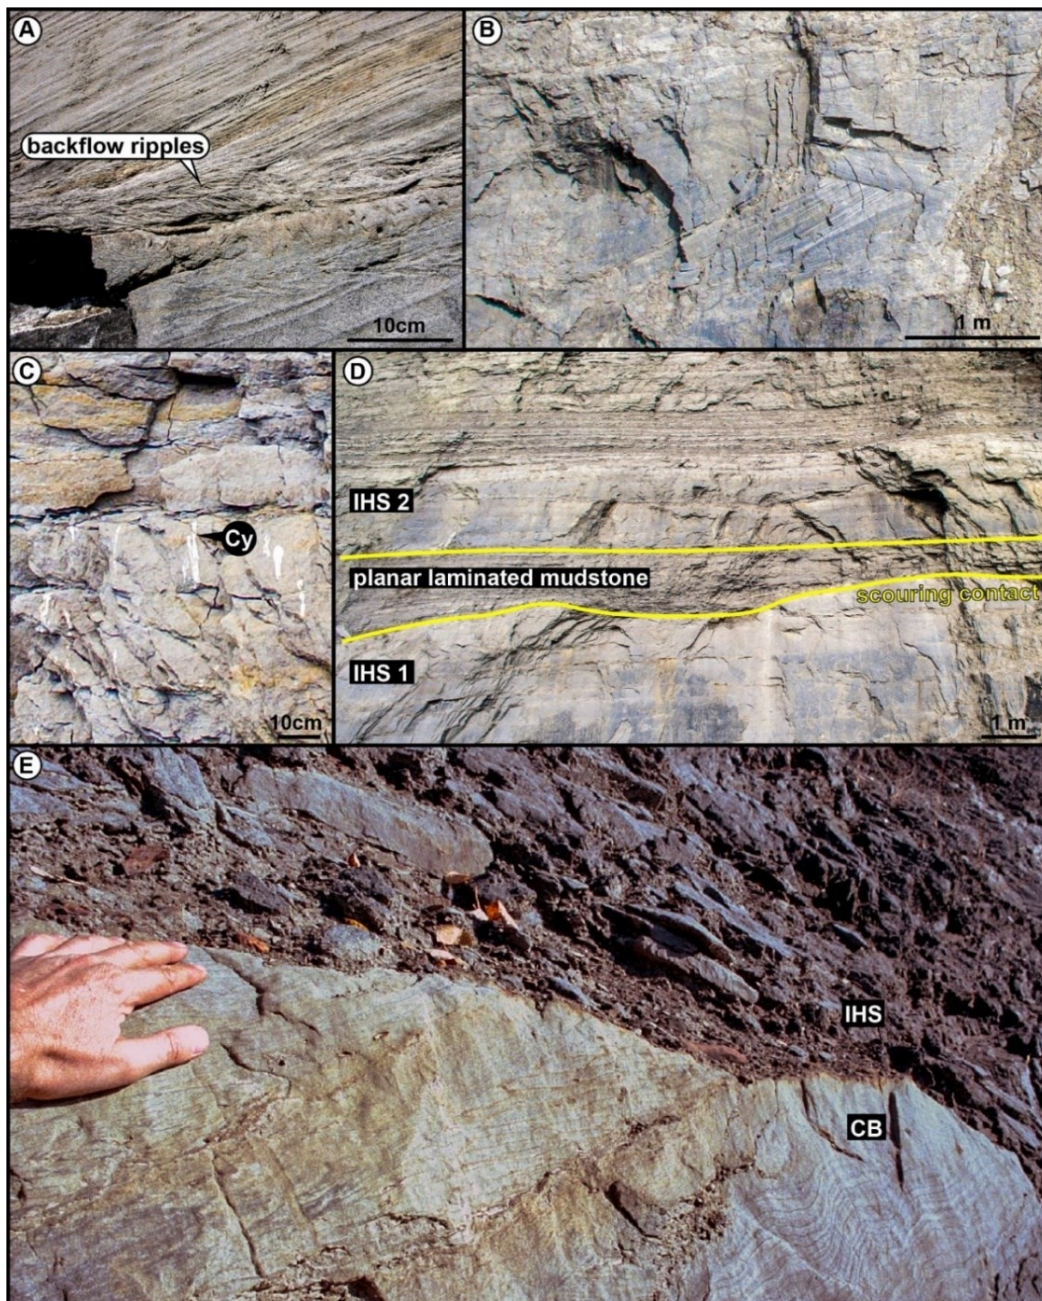 A
backflow ripples
10cm
B
1 m
C
Cy
10cm
D
IHS 2
planar laminated mudstone
scouring contact
IHS 1
1 m
E
IHS
CB